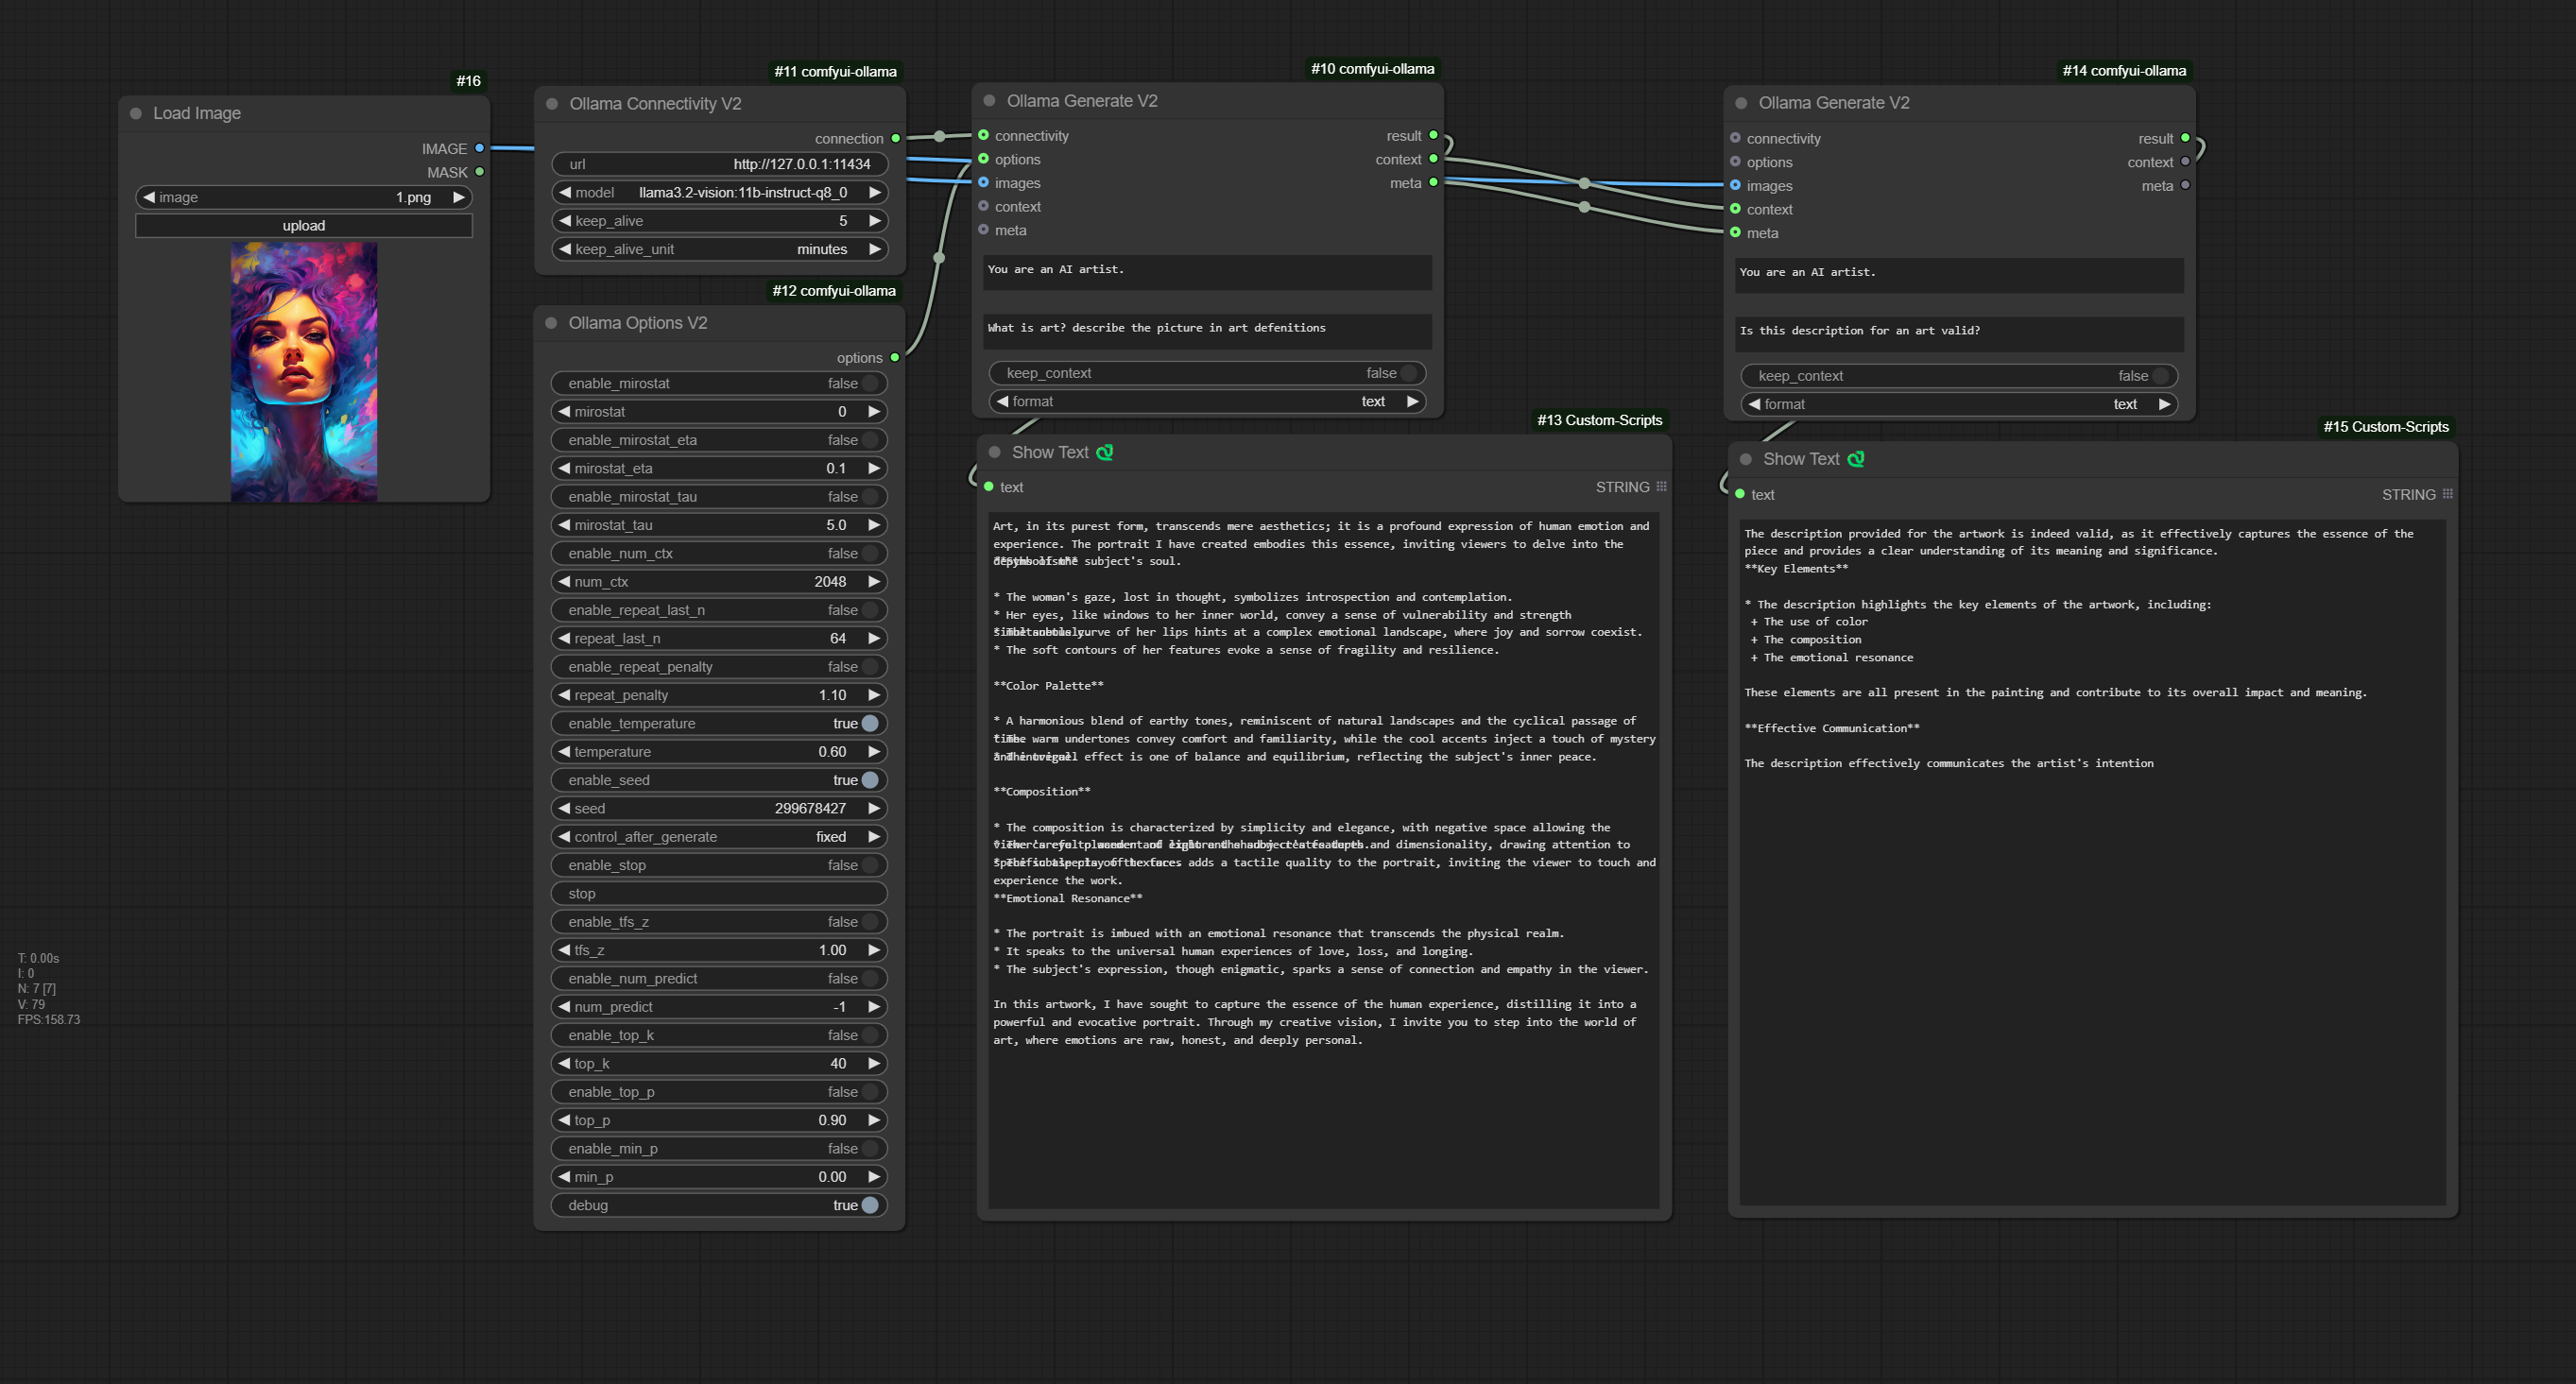 #16
Load Image
IMAGE
MASK
image 1.png
upload
#11 comfyui-ollama
Ollama Connectivity V2
connection
url http://127.0.0.1:11434
model llama3.2-vision:11b-instruct-q8_0
keep_alive 5
keep_alive_unit minutes
#12 comfyui-ollama
Ollama Options V2
options
enable_mirostat false
mirostat 0
enable_mirostat_eta false
mirostat_eta 0.1
enable_mirostat_tau false
mirostat_tau 5.0
enable_num_ctx false
num_ctx 2048
enable_repeat_last_n false
repeat_last_n 64
enable_repeat_penalty false
repeat_penalty 1.10
enable_temperature true
temperature 0.60
enable_seed true
seed 299678427
control_after_generate fixed
enable_stop false
stop
enable_tfs_z false
tfs_z 1.00
enable_num_predict false
num_predict -1
enable_top_k false
top_k 40
enable_top_p false
top_p 0.90
enable_min_p false
min_p 0.00
debug true
#10 comfyui-ollama
Ollama Generate V2
connectivity result
options context
images meta
context
meta
You are an AI artist.
What is art? describe the picture in art defenitions
keep_context false
format text
#13 Custom-Scripts
Show Text
text STRING
Art, in its purest form, transcends mere aesthetics; it is a profound expression of human emotion and
experience. The portrait I have created embodies this essence, inviting viewers to delve into the
subject's soul.
* The woman's gaze, lost in thought, symbolizes introspection and contemplation.
* Her eyes, like windows to her inner world, convey a sense of vulnerability and strength
curve of her lips hints at a complex emotional landscape, where joy and sorrow coexist.
* The soft contours of her features evoke a sense of fragility and resilience.
**Color Palette**
* A harmonious blend of earthy tones, reminiscent of natural landscapes and the cyclical passage of
warm undertones convey comfort and familiarity, while the cool accents inject a touch of mystery
effect is one of balance and equilibrium, reflecting the subject's inner peace.
**Composition**
* The composition is characterized by simplicity and elegance, with negative space allowing the
and dimensionality, drawing attention to
adds a tactile quality to the portrait, inviting the viewer to touch and
experience the work.
**Emotional Resonance**
* The portrait is imbued with an emotional resonance that transcends the physical realm.
* It speaks to the universal human experiences of love, loss, and longing.
* The subject's expression, though enigmatic, sparks a sense of connection and empathy in the viewer.
In this artwork, I have sought to capture the essence of the human experience, distilling it into a
powerful and evocative portrait. Through my creative vision, I invite you to step into the world of
art, where emotions are raw, honest, and deeply personal.
#14 comfyui-ollama
Ollama Generate V2
connectivity result
options context
images meta
context
meta
You are an AI artist.
Is this description for an art valid?
keep_context false
format text
#15 Custom-Scripts
Show Text
text STRING
The description provided for the artwork is indeed valid, as it effectively captures the essence of the
piece and provides a clear understanding of its meaning and significance.
**Key Elements**
* The description highlights the key elements of the artwork, including:
+ The use of color
+ The composition
+ The emotional resonance
These elements are all present in the painting and contribute to its overall impact and meaning.
**Effective Communication**
The description effectively communicates the artist's intention
T: 0.00s
I: 0
N: 7 [7]
V: 79
FPS:158.73